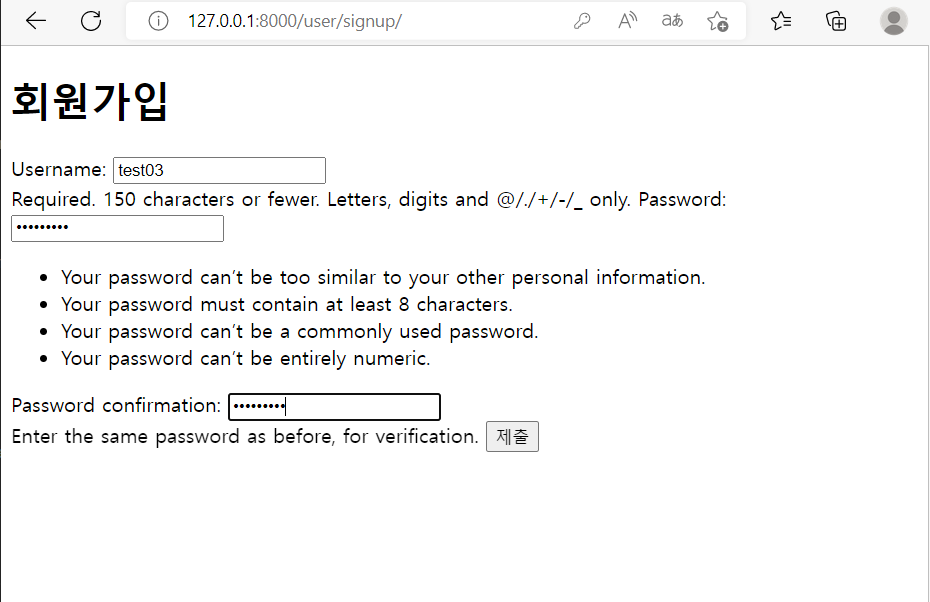 127.0.0.1:8000/user/signup/
회원가입
Username: test03
Required. 150 characters or fewer. Letters, digits and @/./+/-/_ only. Password:
•••••••••
• Your password can't be too similar to your other personal information.
• Your password must contain at least 8 characters.
• Your password can't be a commonly used password.
• Your password can't be entirely numeric.
Password confirmation: •••••••••
Enter the same password as before, for verification. 제출